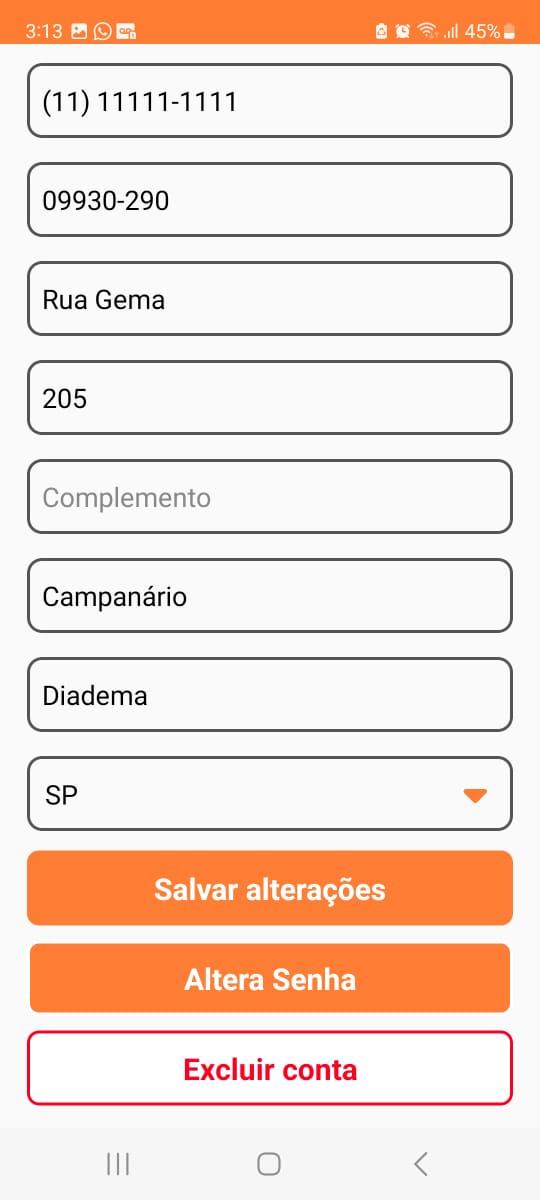 3:13 45%
(11) 11111-1111
09930-290
Rua Gema
205
Complemento
Campanário
Diadema
SP
Salvar alterações
Altera Senha
Excluir conta